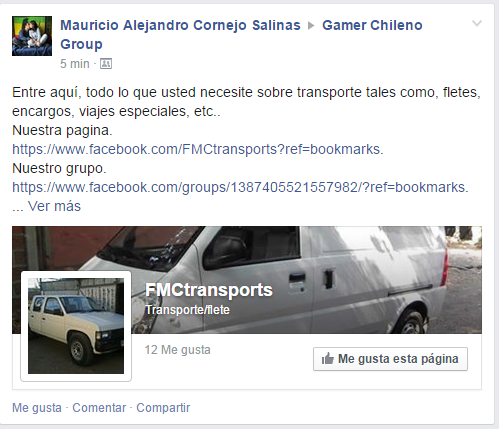 Mauricio Alejandro Cornejo Salinas ▸ Gamer Chileno
Group
5 min ·
Entre aquí, todo lo que usted necesite sobre transporte tales como, fletes,
encargos, viajes especiales, etc..
Nuestra pagina.
https://www.facebook.com/FMCtransports?ref=bookmarks.
Nuestro grupo.
https://www.facebook.com/groups/1387405521557982/?ref=bookmarks.
... Ver más
FMCtransports
Transporte/flete
12 Me gusta
Me gusta esta página
Me gusta · Comentar · Compartir